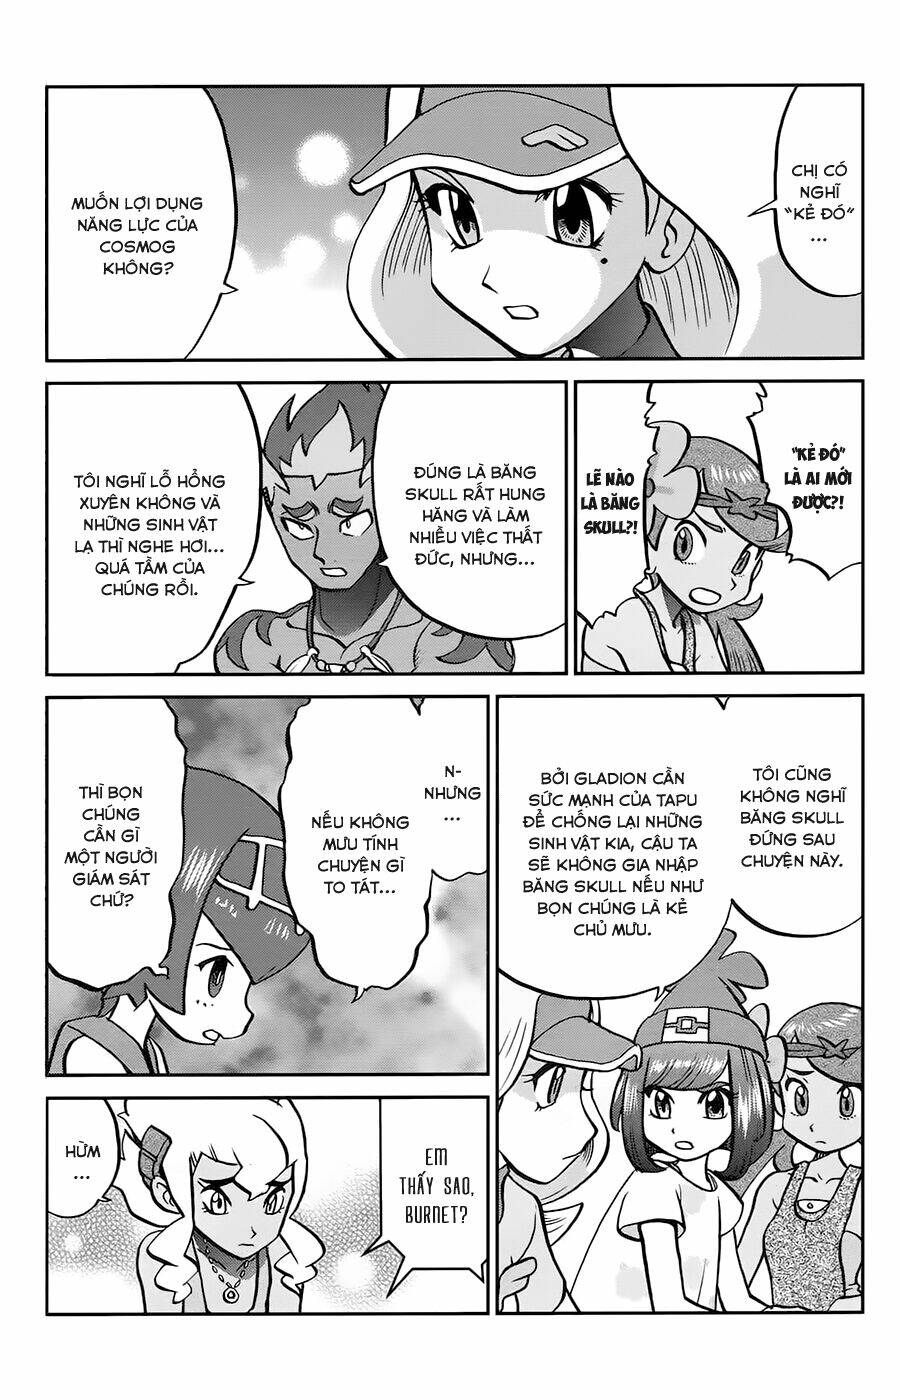 CHỊ CÓ
NGHĨ
“KẺ ĐÓ”
...
MUỐN LỢI DỤNG
NĂNG LỰC CỦA
COSMOG
KHÔNG?
“KẺ ĐÓ”
LÀ AI MỚI
ĐƯỢC?!
LẼ NÀO
LÀ BĂNG
SKULL?!
ĐÚNG LÀ BĂNG
SKULL RẤT HUNG
HĂNG VÀ LÀM
NHIỀU VIỆC THẤT
ĐỨC, NHƯNG...
TÔI NGHĨ LỖ HỔNG
XUYÊN KHÔNG VÀ
NHỮNG SINH VẬT
LẠ THÌ NGHE HƠI...
QUÁ TẦM CỦA
CHÚNG RỒI.
TÔI CŨNG
KHÔNG NGHĨ
BĂNG SKULL
ĐỨNG SAU
CHUYỆN NÀY.
BỞI GLADION CẦN
SỨC MẠNH CỦA TAPU
ĐỂ CHỐNG LẠI NHỮNG
SINH VẬT KIA, CẬU TA
SẼ KHÔNG GIA NHẬP
BĂNG SKULL NẾU NHƯ
BỌN CHÚNG LÀ KẺ
CHỦ MƯU.
N-
NHƯNG
...
NẾU KHÔNG
MƯU TÍNH
CHUYỆN GÌ
TO TÁT...
THÌ BỌN
CHÚNG
CẦN GÌ
MỘT NGƯỜI
GIÁM SÁT
CHỨ?
EM
THẤY SAO,
BURNET?
HỪM
...